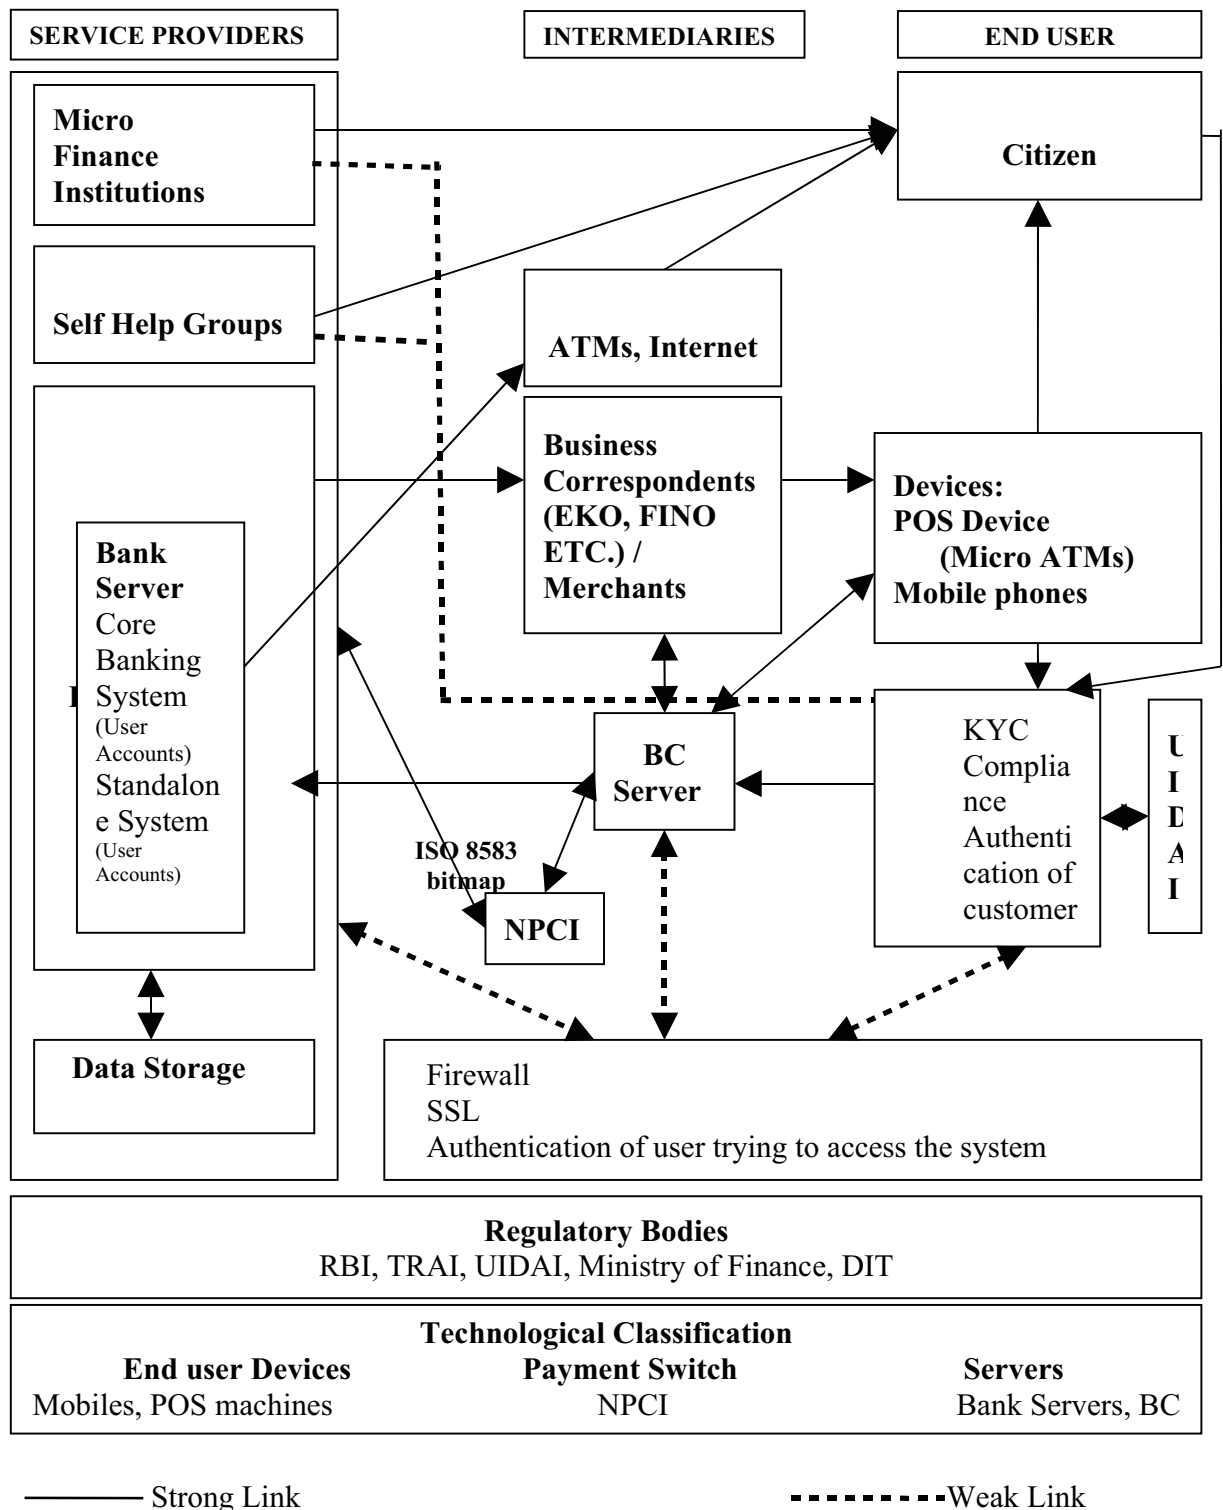 SERVICE PROVIDERS
INTERMEDIARIES
END USER
Micro
Finance
Institutions
Citizen
Self Help Groups
ATMs, Internet
Business
Correspondents
(EKO, FINO
ETC.) /
Merchants
Devices:
POS Device
(Micro ATMs)
Mobile phones
Bank
Server
Core
Banking
System
(User
Accounts)
Standalon
e System
(User
Accounts)
BC
Server
KYC
Complia
nce
Authenti
cation of
customer
U
I
D
A
I
ISO 8583
bitmap
NPCI
Data Storage
Firewall
SSL
Authentication of user trying to access the system
Regulatory Bodies
RBI, TRAI, UIDAI, Ministry of Finance, DIT
Technological Classification
End user Devices Payment Switch Servers
Mobiles, POS machines NPCI Bank Servers, BC
Strong Link
Weak Link